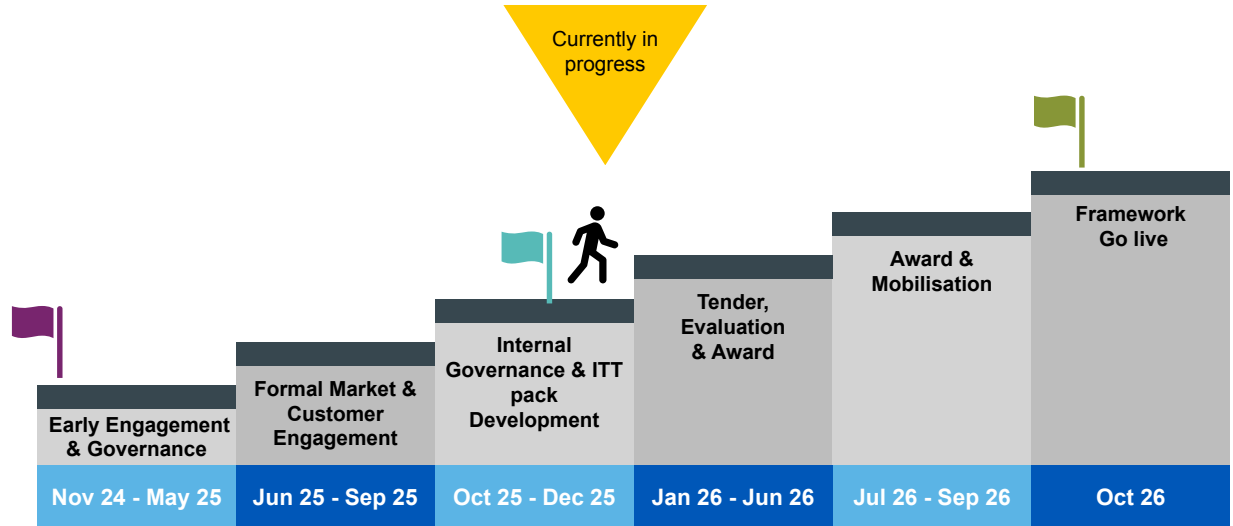 Currently in
progress
Early Engagement
& Governance
Formal Market &
Customer
Engagement
Internal
Governance & ITT
pack
Development
Tender,
Evaluation
& Award
Award &
Mobilisation
Framework
Go live
Nov 24 - May 25
Jun 25 - Sep 25
Oct 25 - Dec 25
Jan 26 - Jun 26
Jul 26 - Sep 26
Oct 26